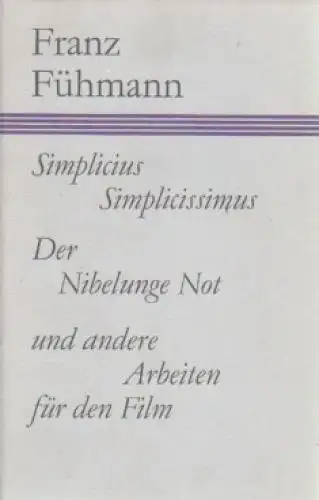 Franz
Fühmann
Simplicius
Simplicissimus
Der
Nibelunge Not
und andere
Arbeiten
für den Film